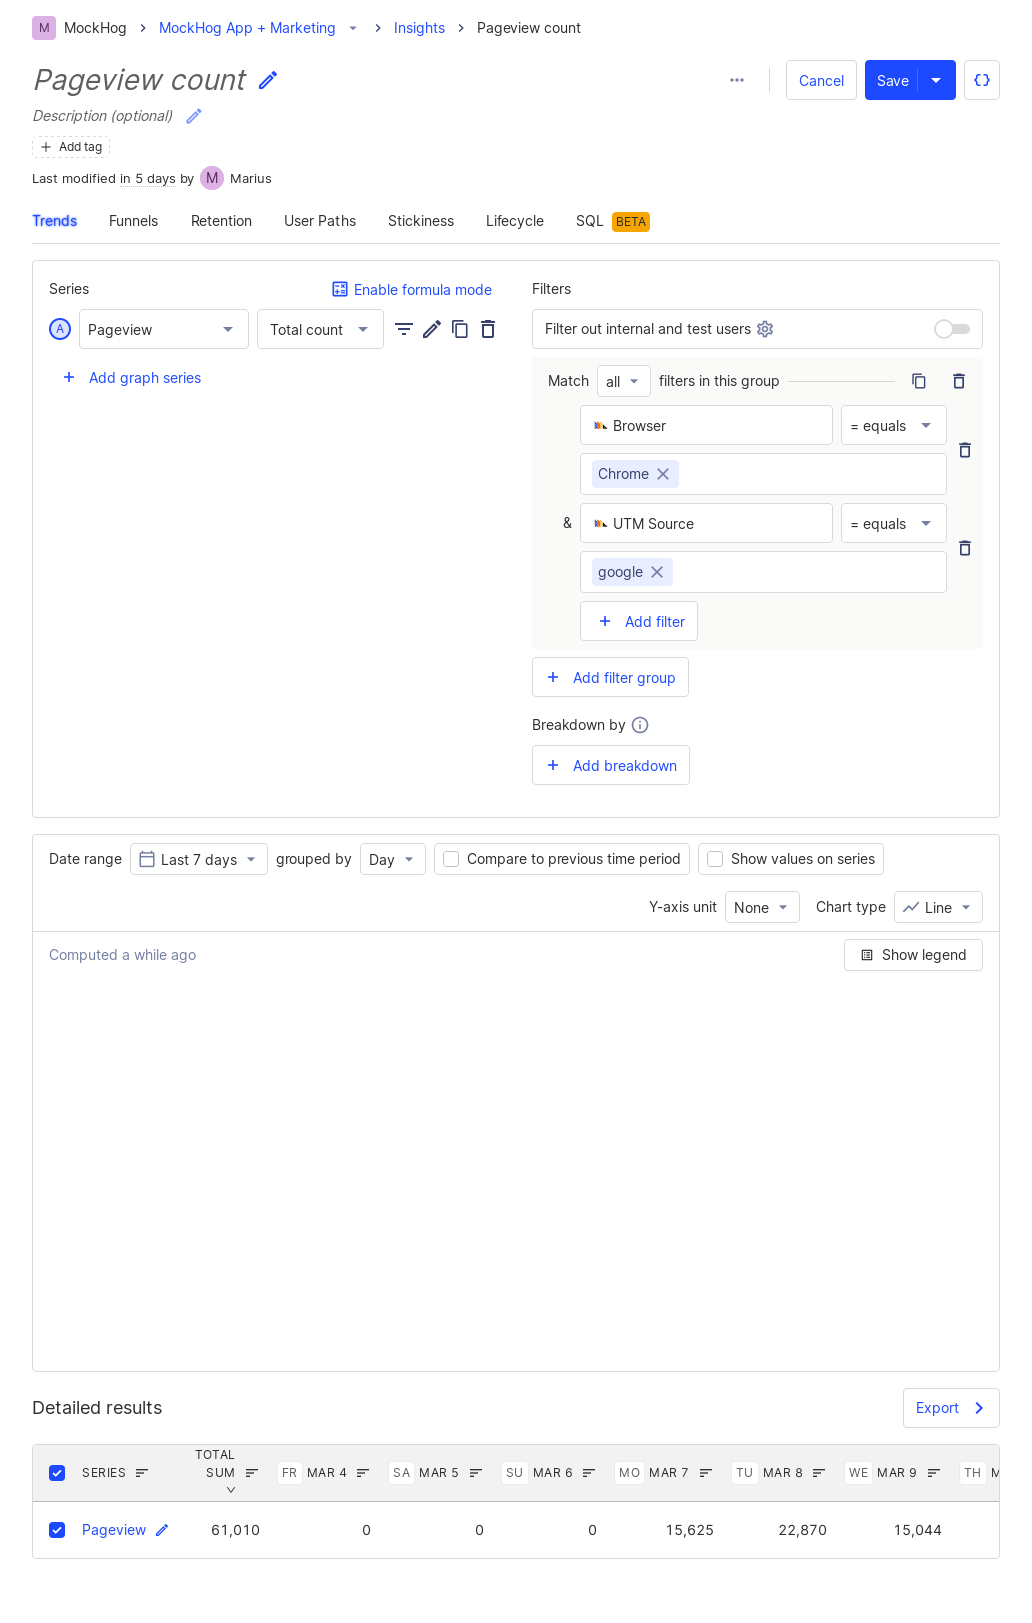 M MockHog MockHog App + Marketing Insights Pageview count
Pageview count
Cancel Save
Description (optional)
Add tag
Last modified in 5 days by M Marius
Trends Funnels Retention User Paths Stickiness Lifecycle SQL BETA
Series Enable formula mode
A Pageview Total count
Add graph series
Filters
Filter out internal and test users
Match all filters in this group
Browser = equals
Chrome
& UTM Source = equals
google
Add filter
Add filter group
Breakdown by
Add breakdown
Date range Last 7 days grouped by Day Compare to previous time period Show values on series
Y-axis unit None Chart type Line
Computed a while ago Show legend
Detailed results Export
SERIES TOTAL SUM FR MAR 4 SA MAR 5 SU MAR 6 MO MAR 7 TU MAR 8 WE MAR 9 TH M
Pageview 61,010 0 0 0 15,625 22,870 15,044